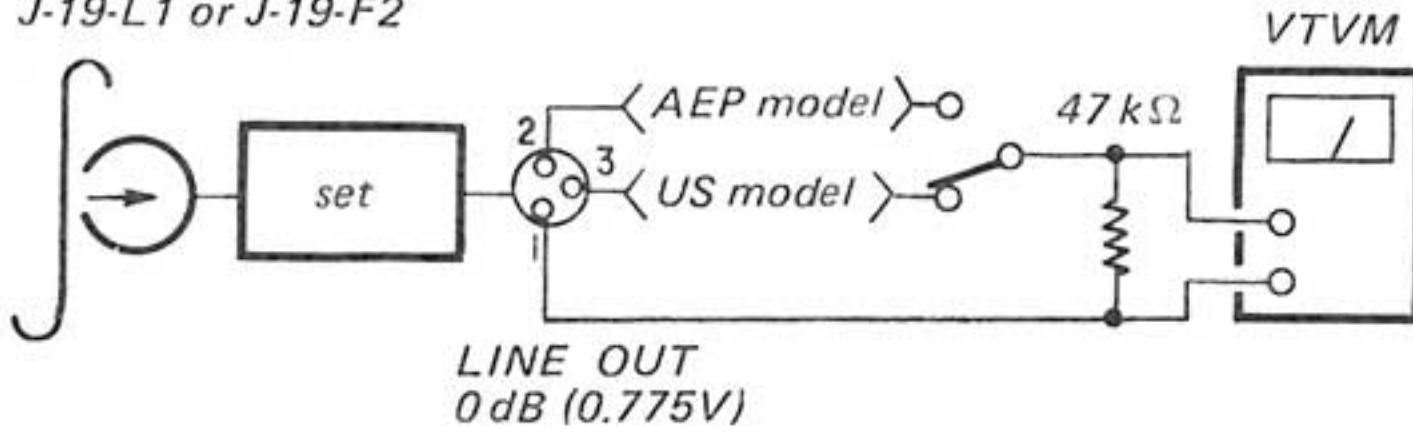 J-19-L1 or J-19-F2
VTVM
AEP model
47 kΩ
2
3
set
US model
1
LINE OUT
0 dB (0.775V)